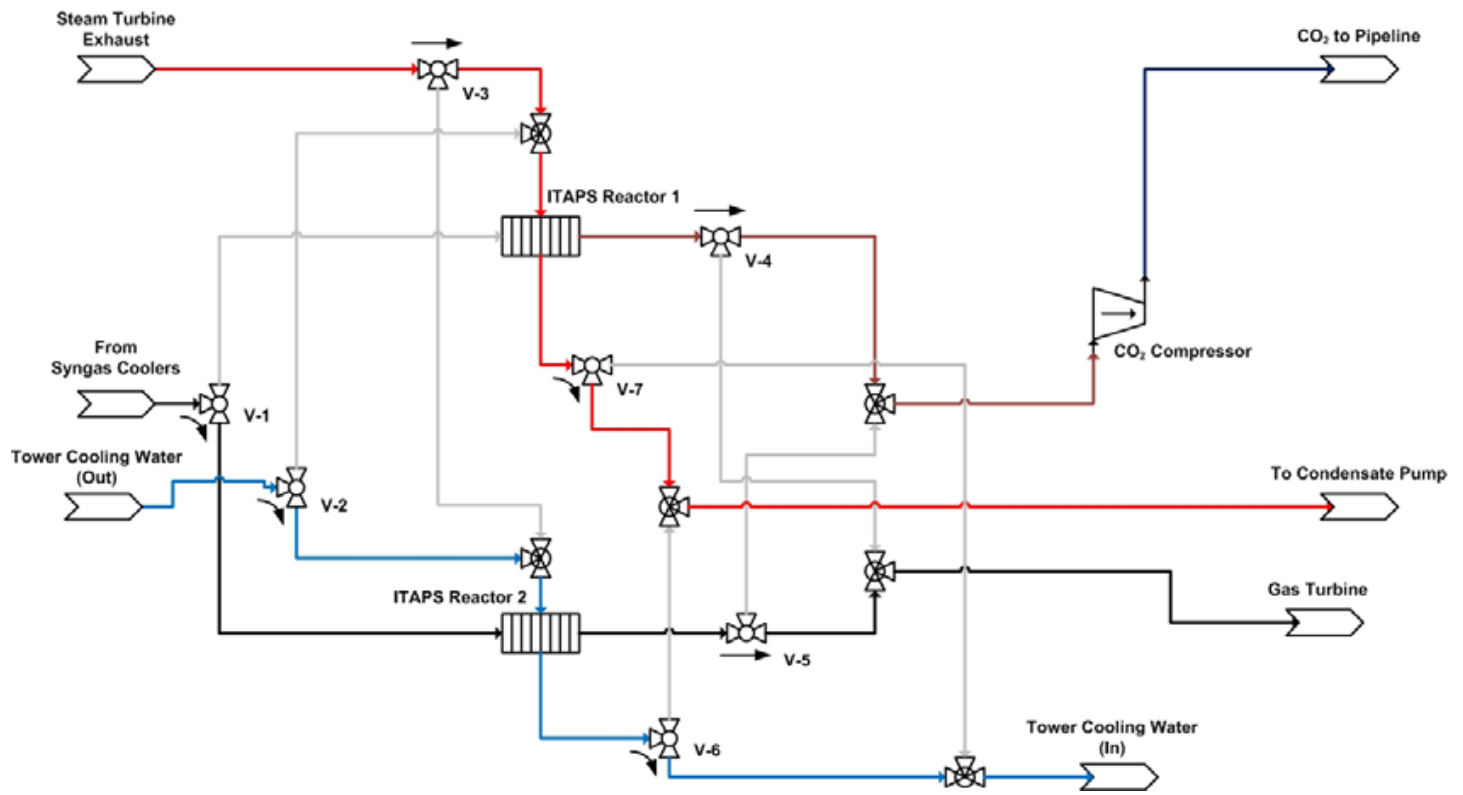 Steam Turbine
Exhaust
CO₂ to Pipeline
V-3
ITAPS Reactor 1
V-4
From
Syngas Coolers
CO₂ Compressor
V-7
V-1
Tower Cooling Water
(Out)
To Condensate Pump
V-2
Gas Turbine
ITAPS Reactor 2
V-5
Tower Cooling Water
(In)
V-6